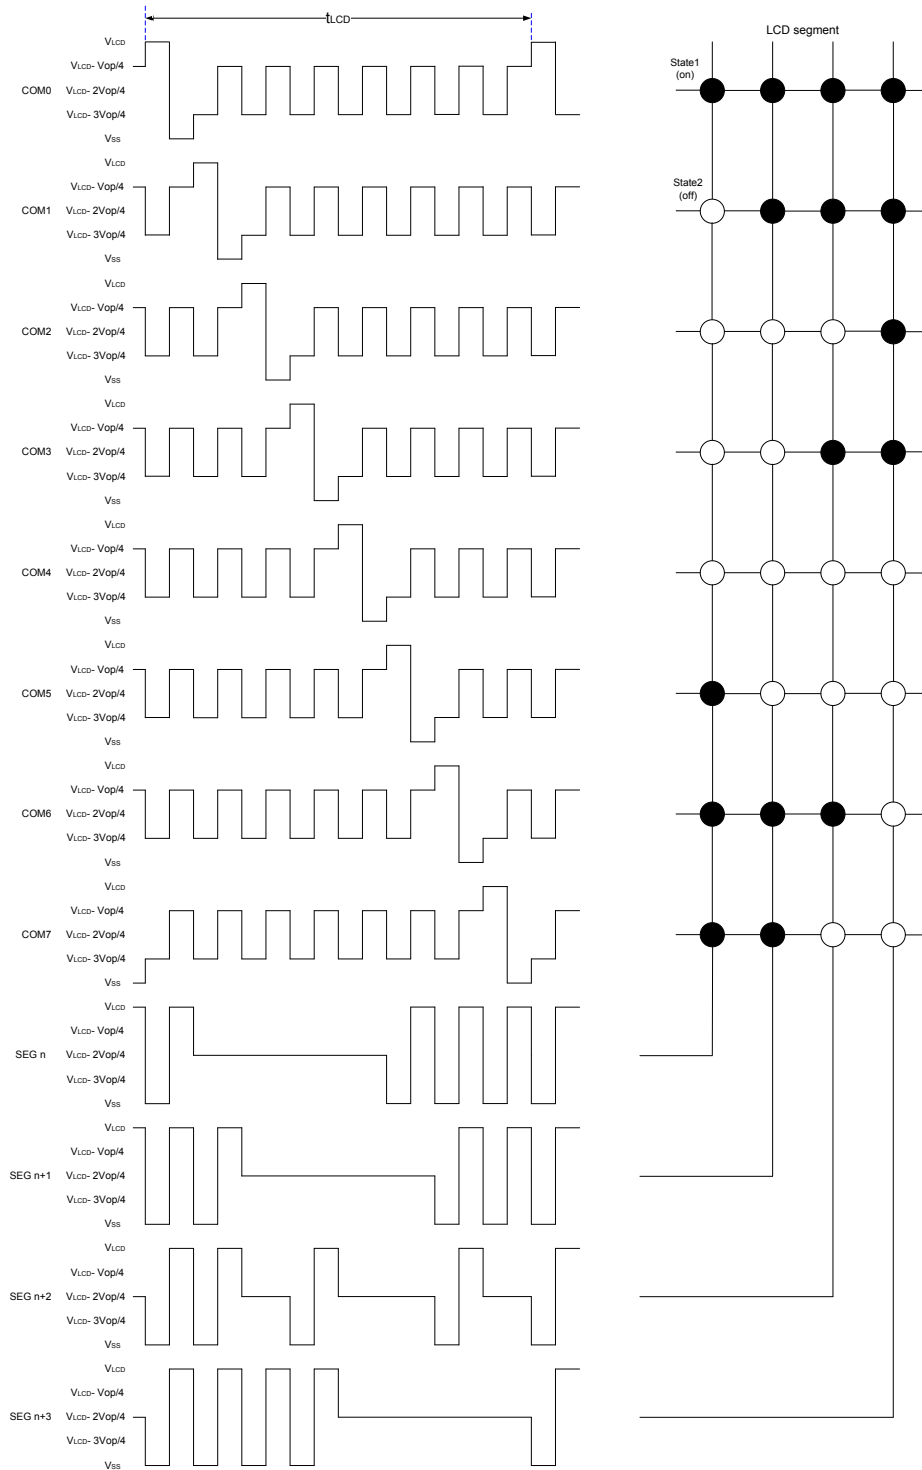 tLCD
LCD segment
State1
(on)
State2
(off)
COM0
VLCD
VLCD- Vop/4
VLCD- 2Vop/4
VLCD- 3Vop/4
VSS
COM1
VLCD
VLCD- Vop/4
VLCD- 2Vop/4
VLCD- 3Vop/4
VSS
COM2
VLCD
VLCD- Vop/4
VLCD- 2Vop/4
VLCD- 3Vop/4
VSS
COM3
VLCD
VLCD- Vop/4
VLCD- 2Vop/4
VLCD- 3Vop/4
VSS
COM4
VLCD
VLCD- Vop/4
VLCD- 2Vop/4
VLCD- 3Vop/4
VSS
COM5
VLCD
VLCD- Vop/4
VLCD- 2Vop/4
VLCD- 3Vop/4
VSS
COM6
VLCD
VLCD- Vop/4
VLCD- 2Vop/4
VLCD- 3Vop/4
VSS
COM7
VLCD
VLCD- Vop/4
VLCD- 2Vop/4
VLCD- 3Vop/4
VSS
SEG n
VLCD
VLCD- Vop/4
VLCD- 2Vop/4
VLCD- 3Vop/4
VSS
SEG n+1
VLCD
VLCD- Vop/4
VLCD- 2Vop/4
VLCD- 3Vop/4
VSS
SEG n+2
VLCD
VLCD- Vop/4
VLCD- 2Vop/4
VLCD- 3Vop/4
VSS
SEG n+3
VLCD
VLCD- Vop/4
VLCD- 2Vop/4
VLCD- 3Vop/4
VSS